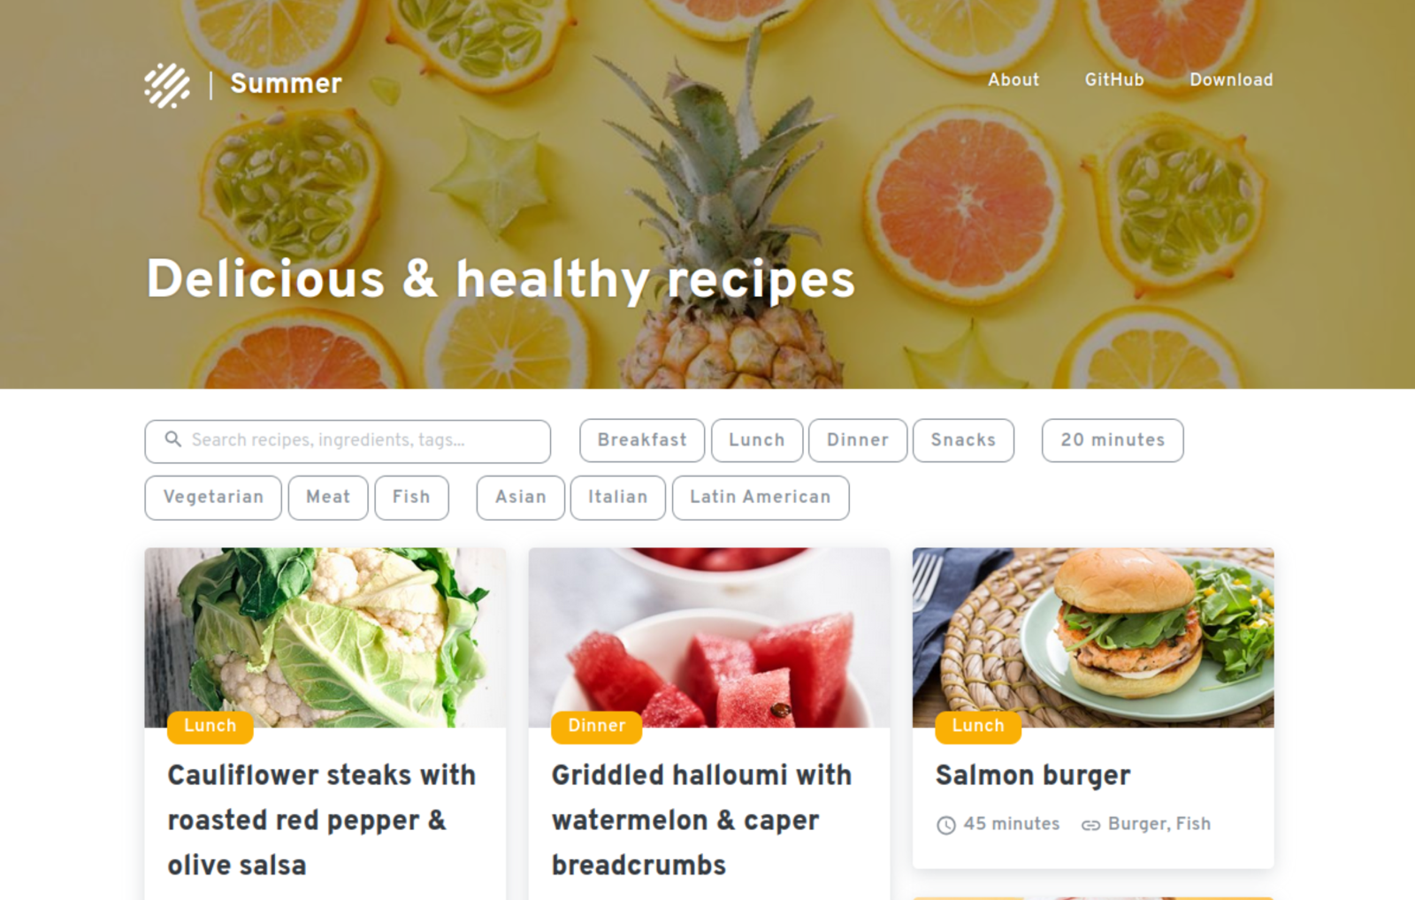 | Summer
About
GitHub
Download
Delicious & healthy recipes
Search recipes, ingredients, tags...
Breakfast
Lunch
Dinner
Snacks
20 minutes
Vegetarian
Meat
Fish
Asian
Italian
Latin American
Lunch
Cauliflower steaks with
roasted red pepper &
olive salsa
Dinner
Griddled halloumi with
watermelon & caper
breadcrumbs
Lunch
Salmon burger
45 minutes
Burger, Fish